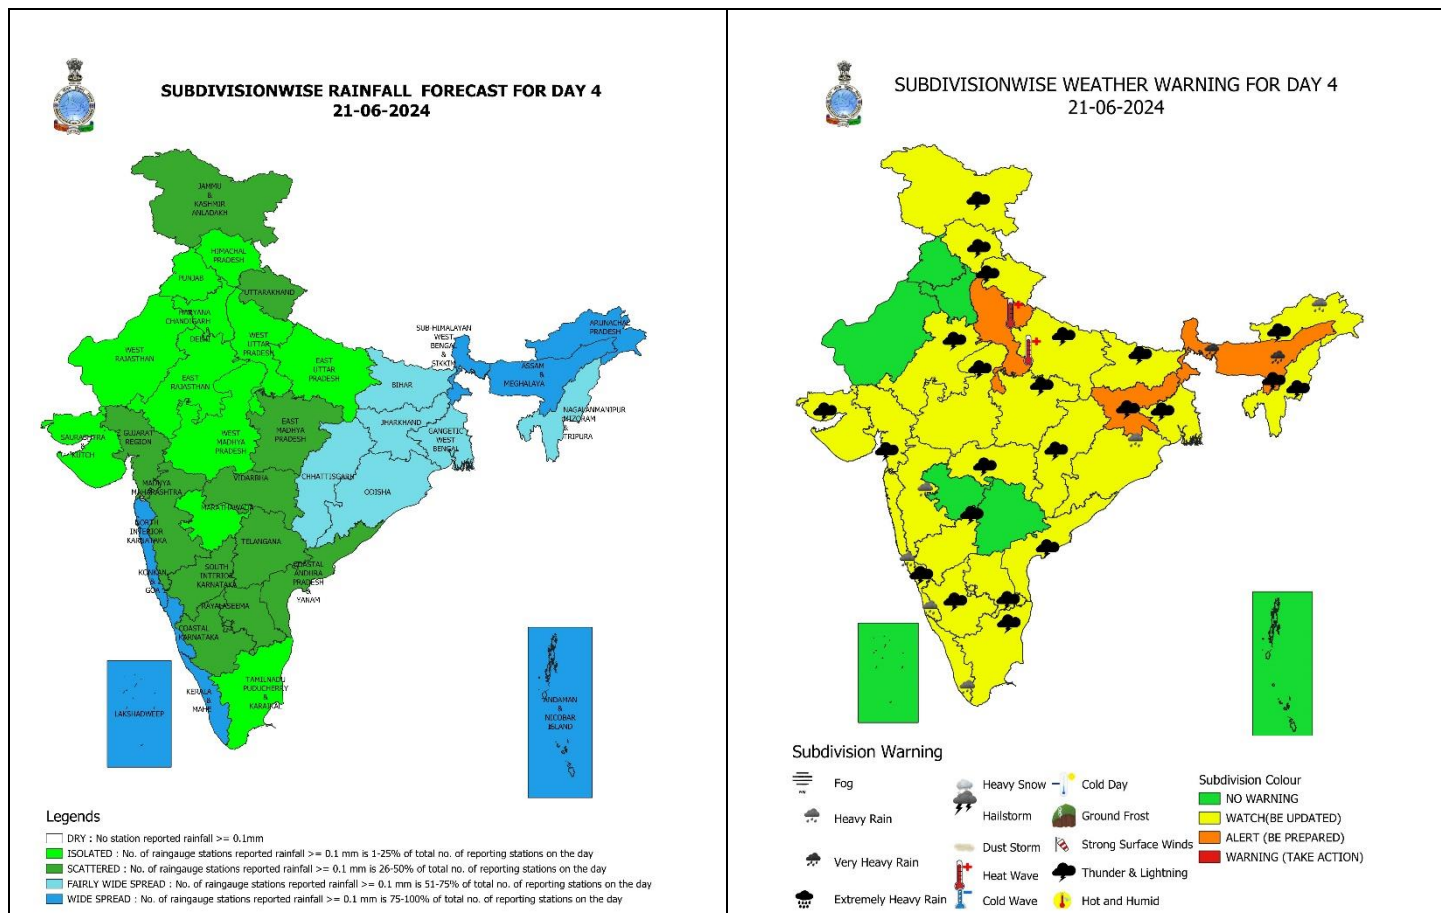 SUBDIVISIONWISE RAINFALL FORECAST FOR DAY 4
21-06-2024
JAMMU
&
KASHMIR
ANLADAKH
HIMACHAL
PRADESH
PUNJAB
UTTARAKHAND
HARYANA
CHANDIGARH
&
DELHI
WEST
UTTAR
PRADESH
WEST
RAJASTHAN
EAST
UTTAR
PRADESH
EAST
RAJASTHAN
SUB-HIMALAYAN
WEST
BENGAL
&
SIKKIM
ARUNACHAL
PRADESH
ASSAM
&
MEGHALAYA
BIHAR
NAGALANMANIPUR
MIZORAM
&
TRIPURA
JHARKHAND
GANGETIC
WEST
BENGAL
SAURASHTRA
&
KUTCH
GUJARAT
REGION
WEST
MADHYA
PRADESH
EAST
MADHYA
PRADESH
CHHATTISGARH
ODISHA
VIDARBHA
MADHYA
MAHARASHTRA
MARATHAWADA
NORTH
INTERIOR
KARNATAKA
TELANGANA
KONKAN
&
GOA
SOUTH
INTERIOR
KARNATAKA
COASTAL
ANDHRA
PRADESH
&
YANAM
RAYALASEEMA
COASTAL
KARNATAKA
TAMILNADU
PUDUCHERRY
&
KARAIKAL
KERALA
&
MAHE
LAKSHADWEEP
ANDAMAN
&
NICOBAR
ISLAND
Legends
DRY : No station reported rainfall >= 0.1mm
ISOLATED : No. of raingauge stations reported rainfall >= 0.1 mm is 1-25% of total no. of reporting stations on the day
SCATTERED : No. of raingauge stations reported rainfall >= 0.1 mm is 26-50% of total no. of reporting stations on the day
FAIRLY WIDE SPREAD : No. of raingauge stations reported rainfall >= 0.1 mm is 51-75% of total no. of reporting stations on the day
WIDE SPREAD : No. of raingauge stations reported rainfall >= 0.1 mm is 75-100% of total no. of reporting stations on the day
SUBDIVISIONWISE WEATHER WARNING FOR DAY 4
21-06-2024
Subdivision Warning
Fog
Heavy Rain
Very Heavy Rain
Extremely Heavy Rain
Heavy Snow
Hailstorm
Dust Storm
Heat Wave
Cold Wave
Cold Day
Ground Frost
Strong Surface Winds
Thunder & Lightning
Hot and Humid
Subdivision Colour
NO WARNING
WATCH(BE UPDATED)
ALERT (BE PREPARED)
WARNING (TAKE ACTION)